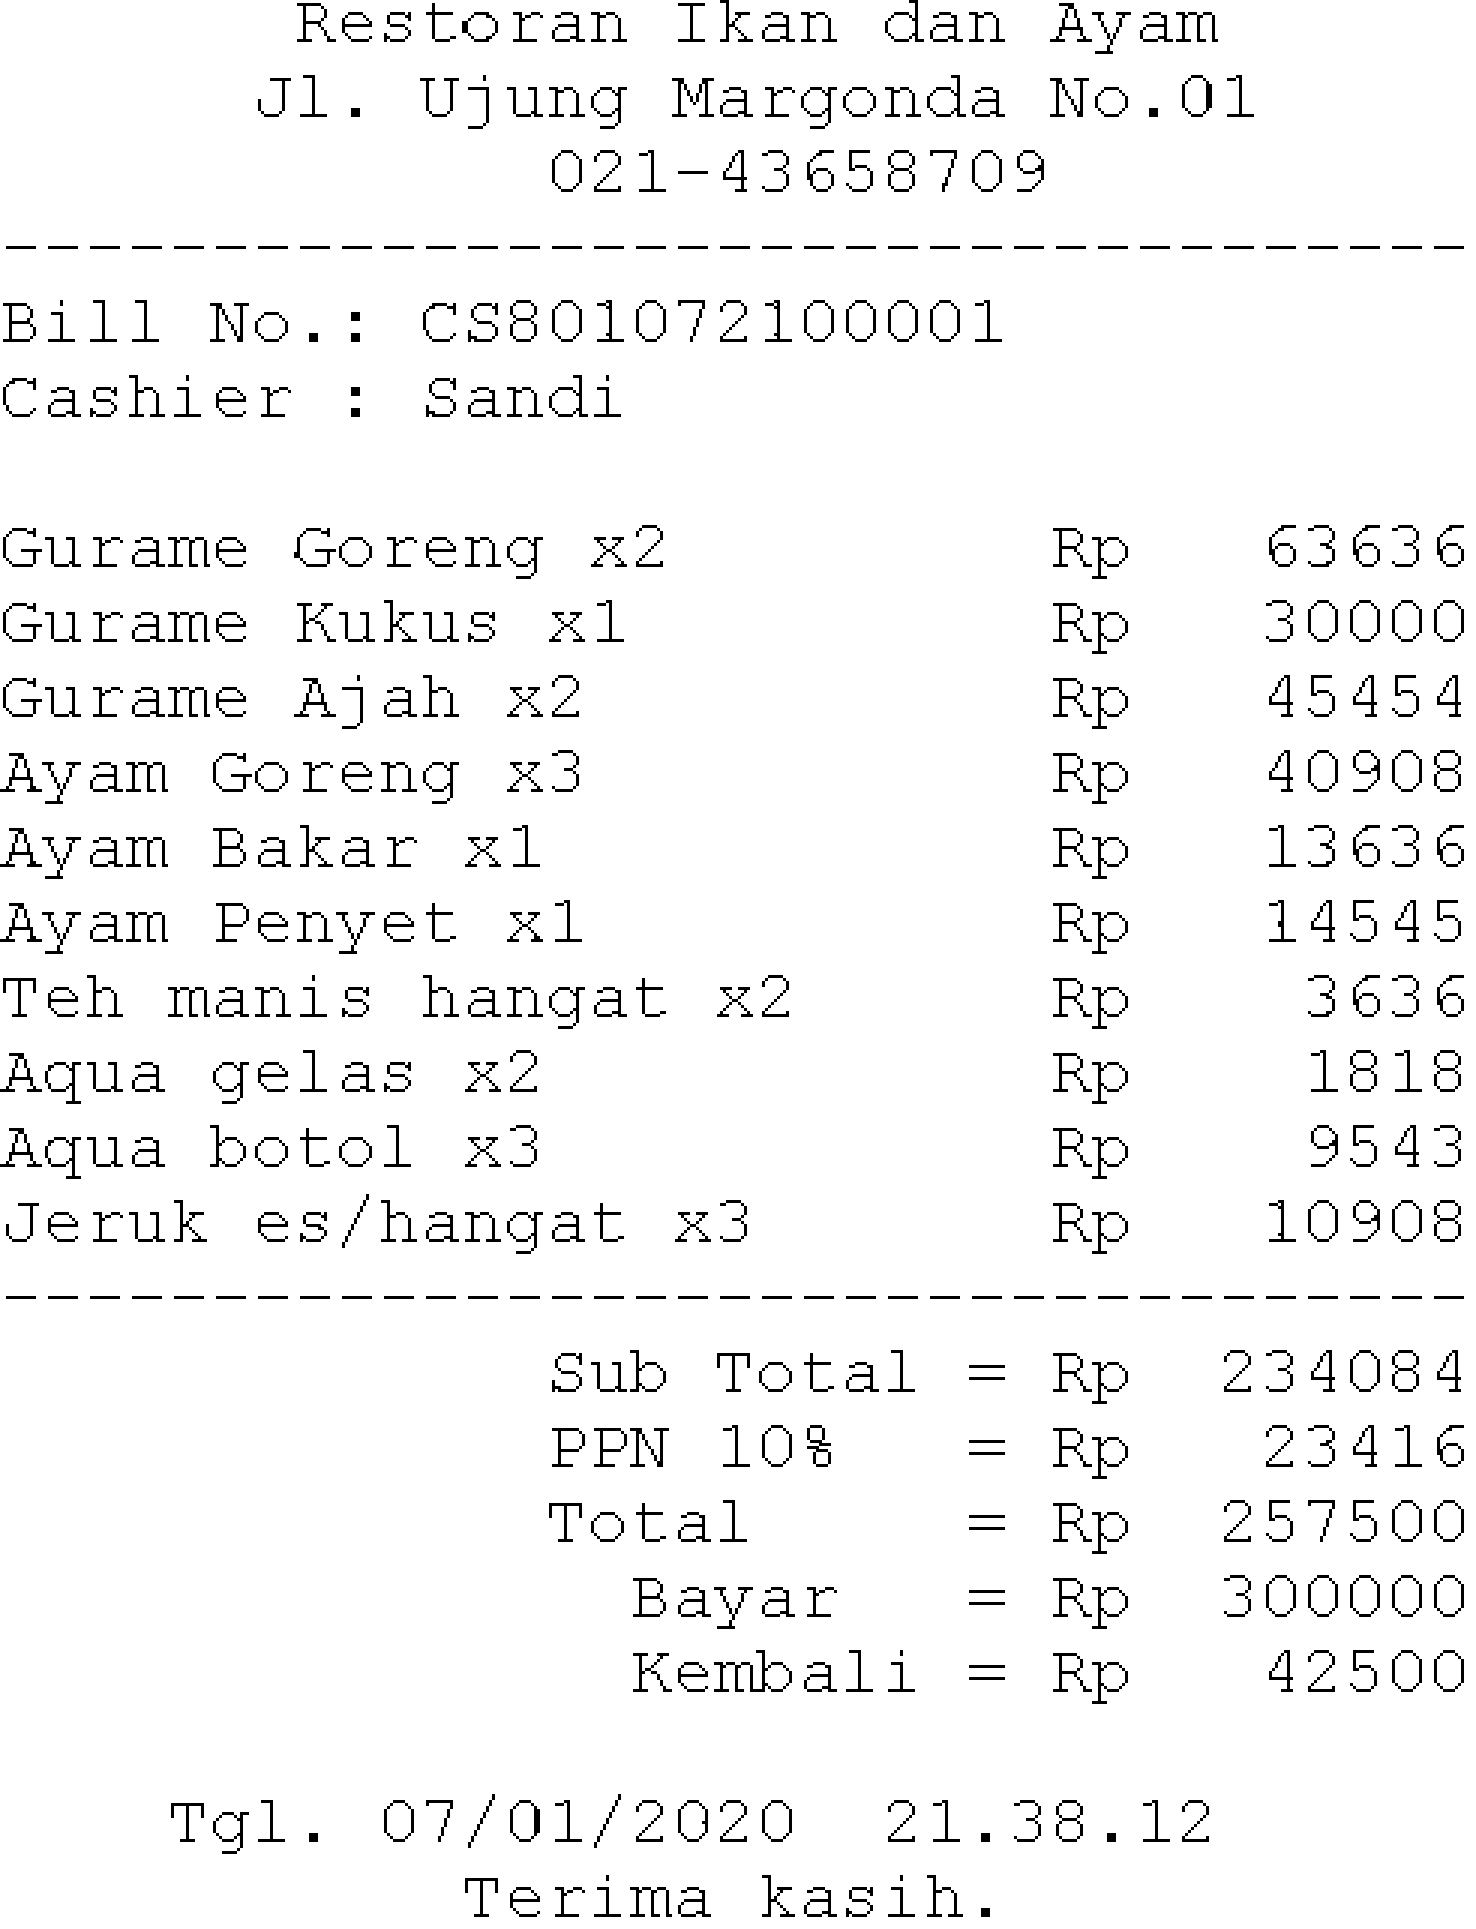 Restoran Ikan dan Ayam
Jl. Ujung Margonda No.01
021-43658709
-----------------------------------
Bill No.: CS801072100001
Cashier : Sandi
Gurame Goreng x2 Rp 63636
Gurame Kukus x1 Rp 30000
Gurame Ajah x2 Rp 45454
Ayam Goreng x3 Rp 40908
Ayam Bakar x1 Rp 13636
Ayam Penyet x1 Rp 14545
Teh manis hangat x2 Rp 3636
Aqua gelas x2 Rp 1818
Aqua botol x3 Rp 9543
Jeruk es/hangat x3 Rp 10908
-----------------------------------
Sub Total = Rp 234084
PPN 10% = Rp 23416
Total = Rp 257500
Bayar = Rp 300000
Kembali = Rp 42500
Tgl. 07/01/2020 21.38.12
Terima kasih.